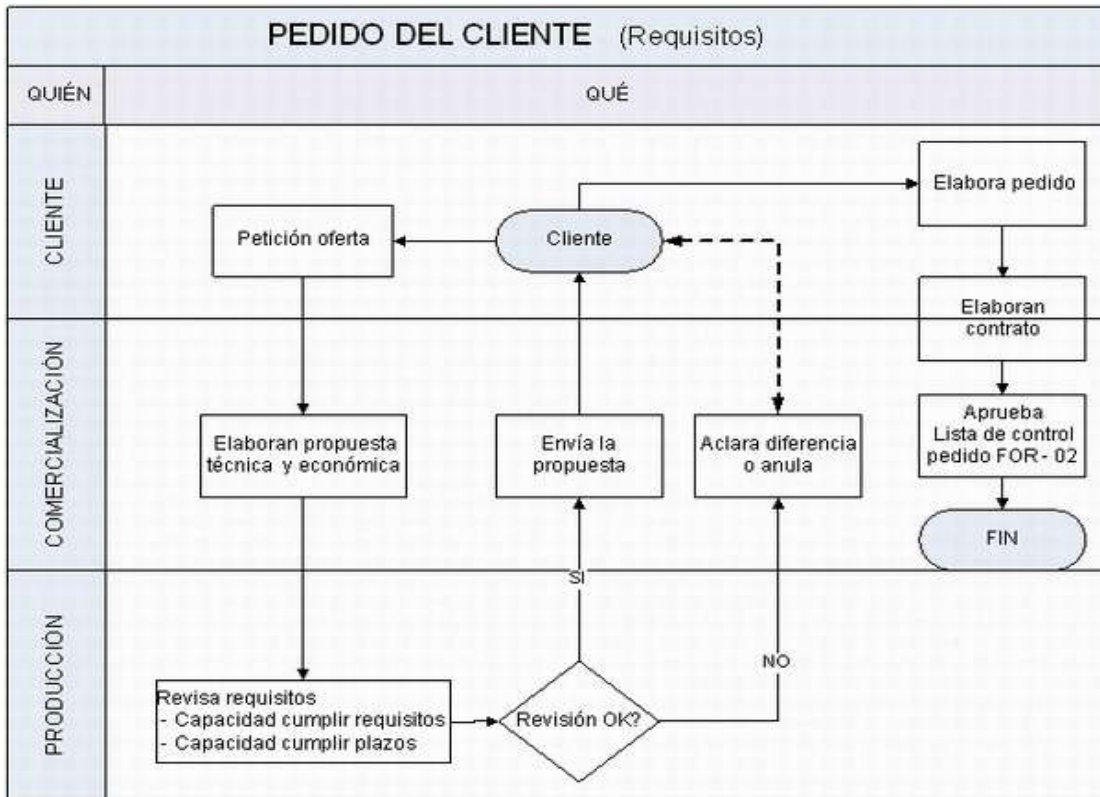 PEDIDO DEL CLIENTE (Requisitos)
QUIÉN
QUÉ
CLIENTE
Petición oferta
Cliente
Elabora pedido
Elaboran
contrato
COMERCIALIZACIÓN
Elaboran propuesta
técnica y económica
Envía la
propuesta
Aclara diferencia
o anula
Aprueba
Lista de control
pedido FOR - 02
FIN
PRODUCCIÓN
SI
NO
Revisa requisitos
- Capacidad cumplir requisitos
- Capacidad cumplir plazos
Revisión OK?